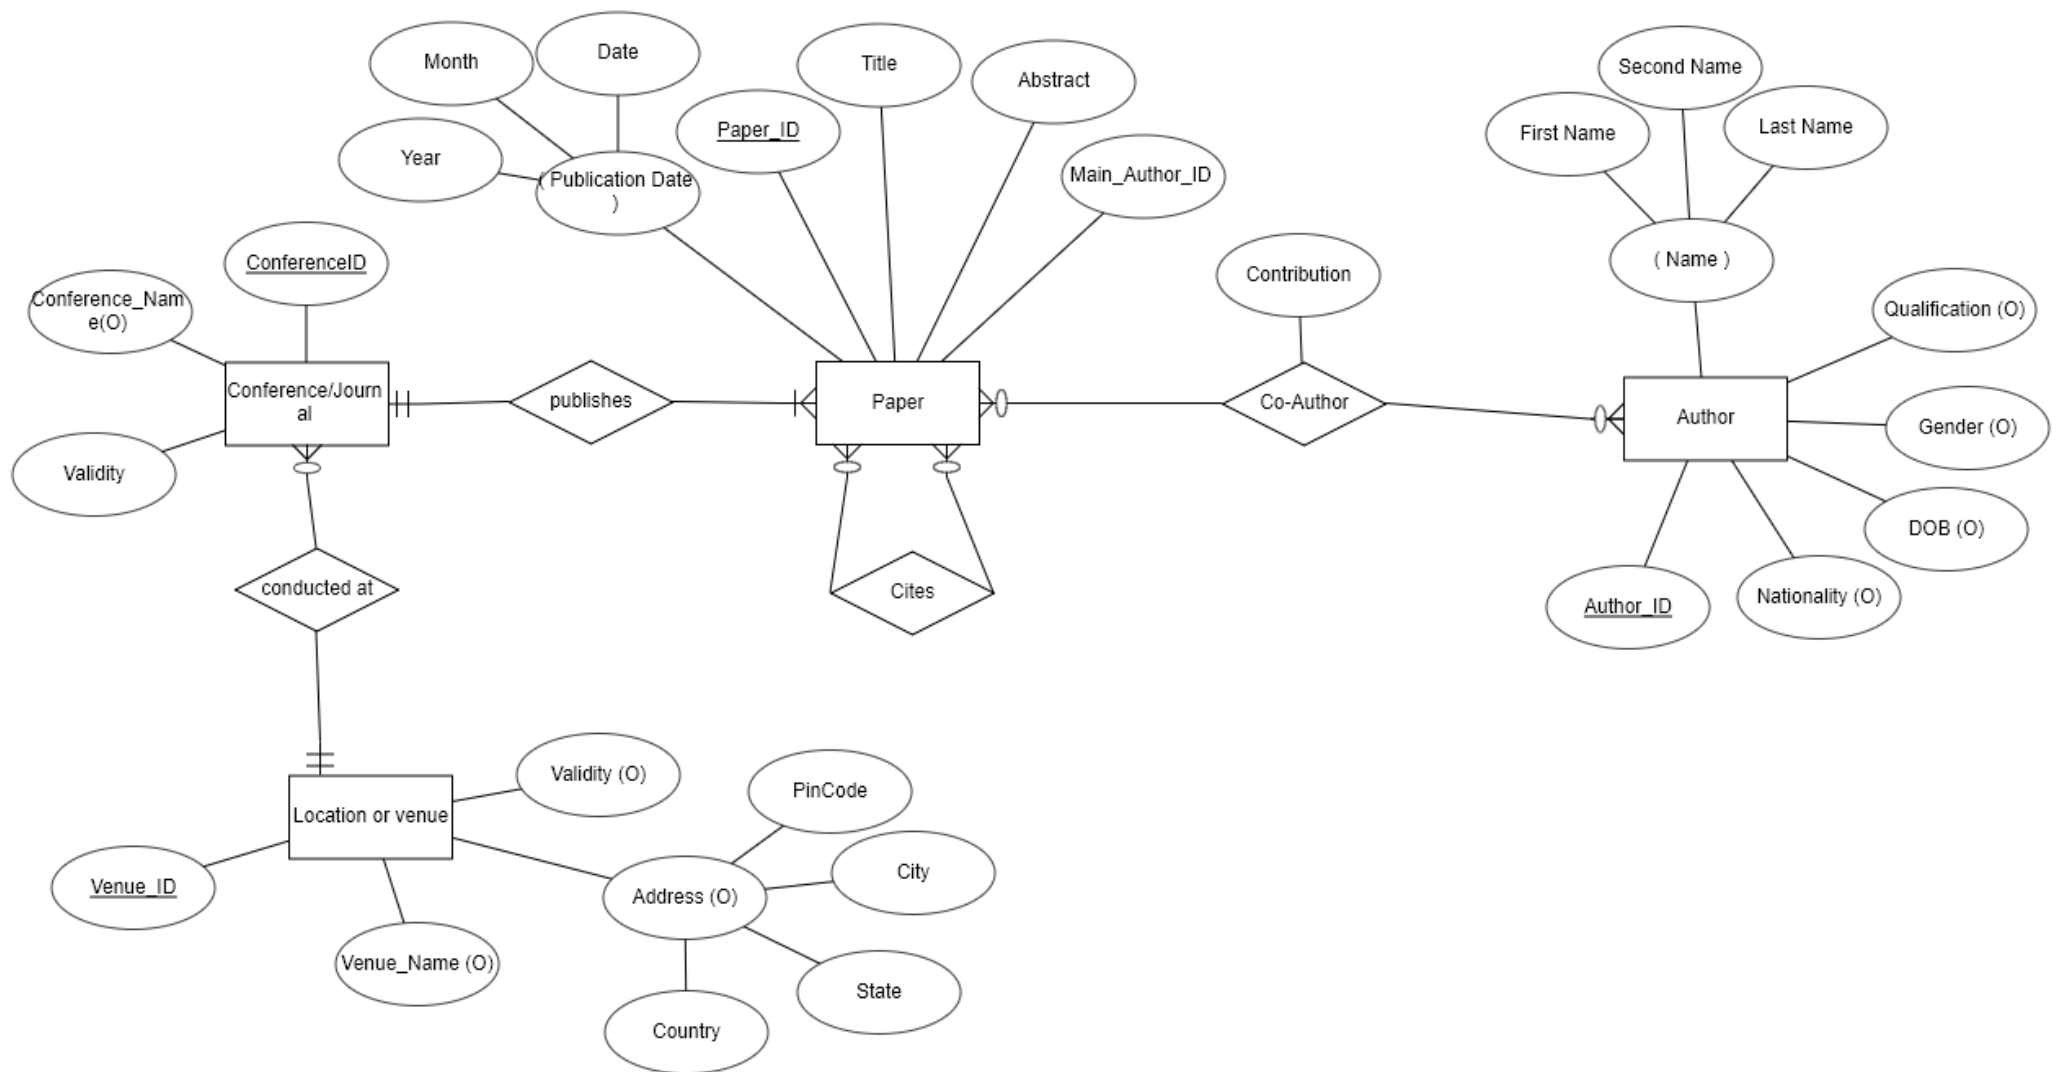 Date
Month
Title
Second Name
Abstract
Paper_ID
Last Name
First Name
Year
Main_Author_ID
( Publication Date
)
( Name )
ConferenceID
Contribution
Conference_Nam
e(O)
Qualification (O)
Conference/Journ
al
publishes
Paper
Co-Author
Author
Gender (O)
Validity
DOB (O)
conducted at
Cites
Nationality (O)
Author_ID
Validity (O)
PinCode
Location or venue
City
Venue_ID
Address (O)
Venue_Name (O)
State
Country